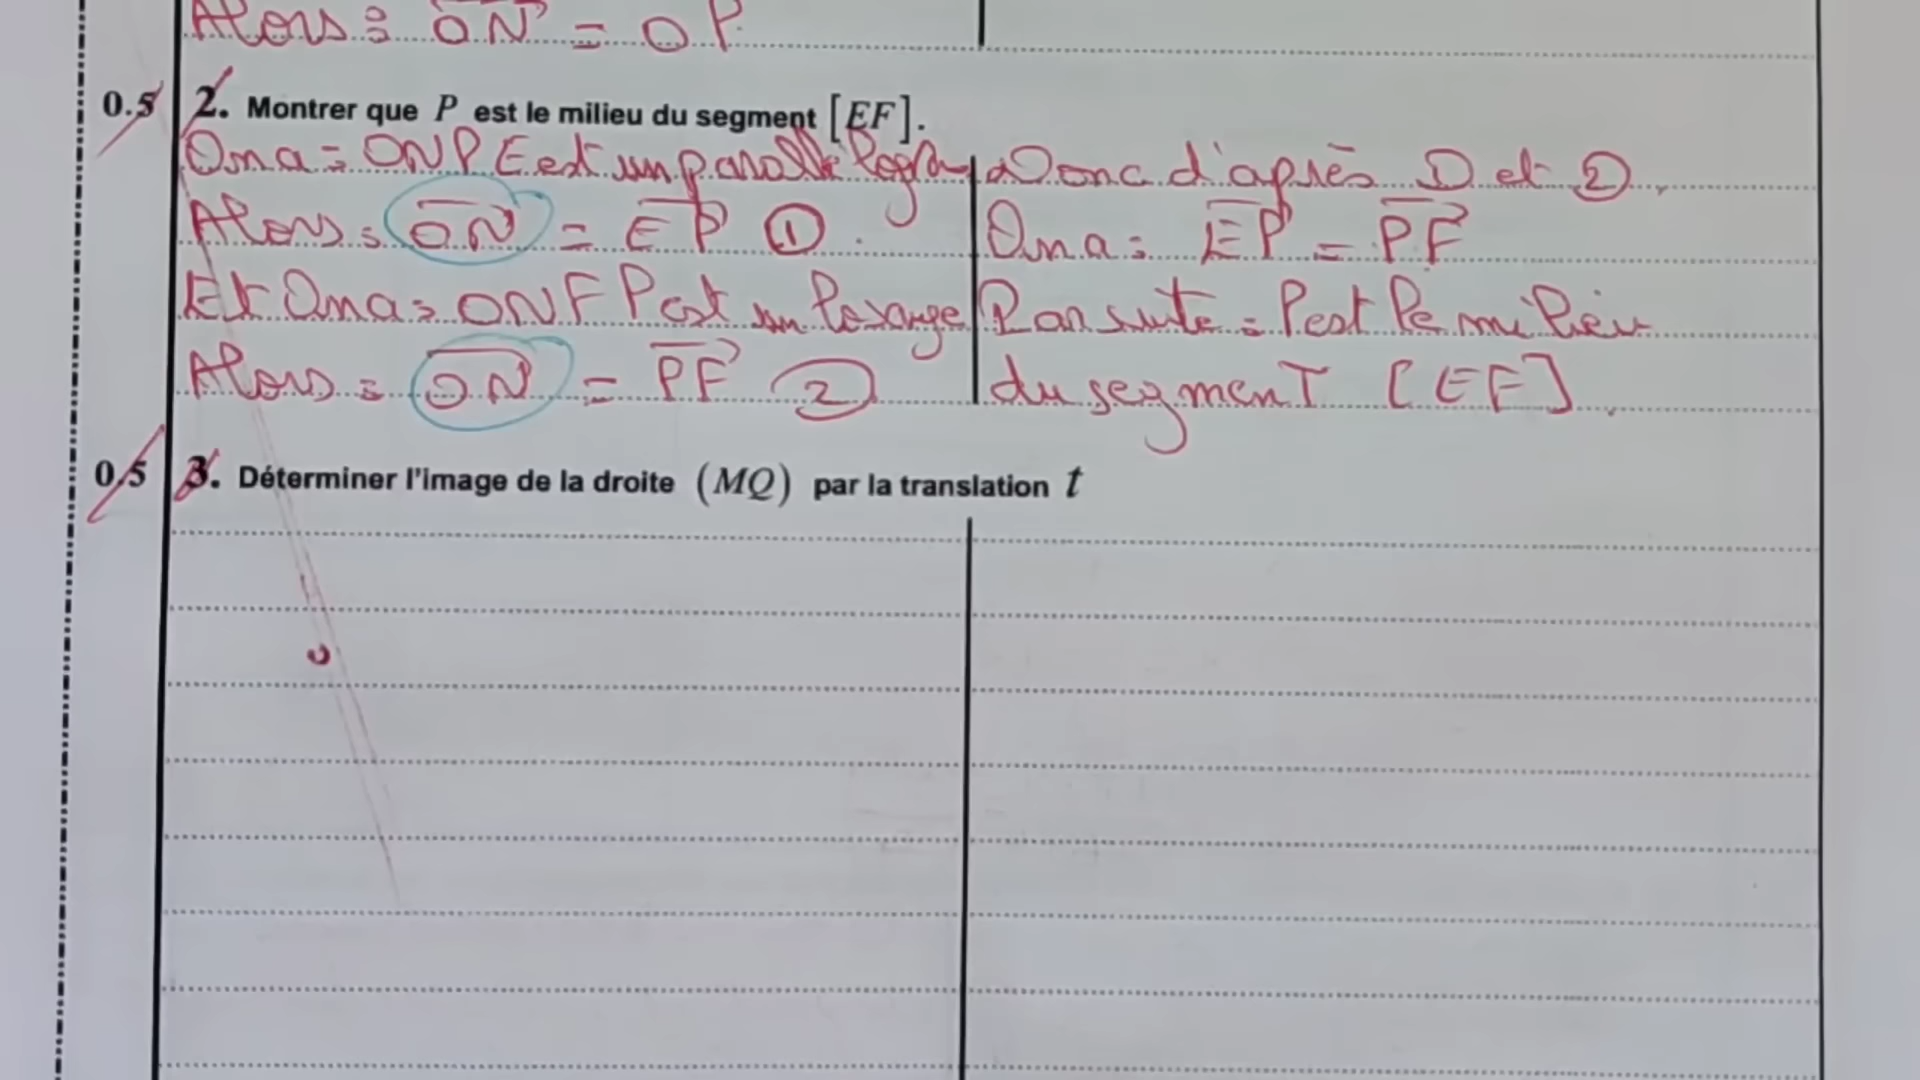 Alors : ON = OP
0.5 2. Montrer que P est le milieu du segment [EF].
On a : ONPE est un parallélogra
Alors : ON = EP ①
Et On a : ONFP est un losange
Alors : ON = PF ②
Donc d'après ① et ②,
On a : EP = PF
Par suite : P est le milieu
du segment [EF].
0,5 3. Déterminer l'image de la droite (MQ) par la translation t